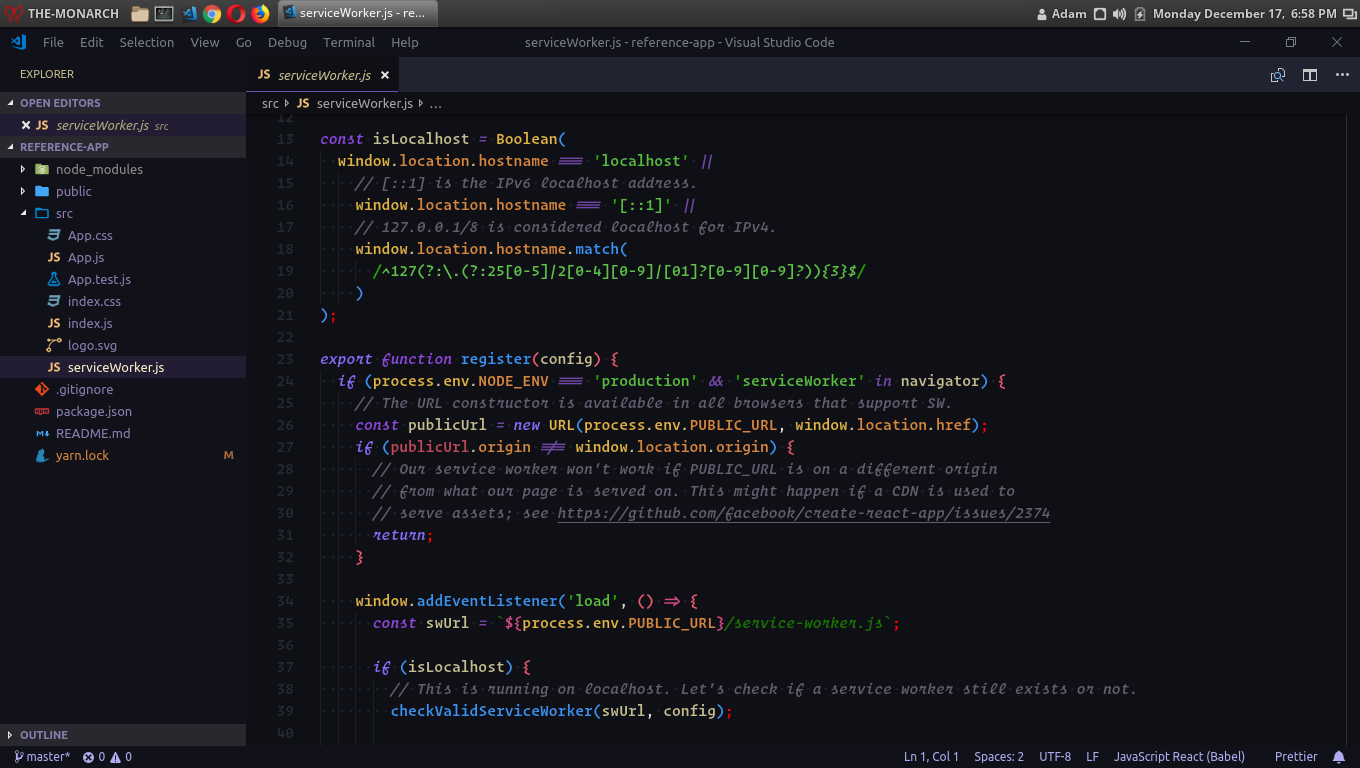 THE-MONARCH
serviceWorker.js - re...
Adam
Monday December 17, 6:58 PM
File Edit Selection View Go Debug Terminal Help
serviceWorker.js - reference-app - Visual Studio Code
EXPLORER
OPEN EDITORS
JS serviceWorker.js src
REFERENCE-APP
node_modules
public
src
App.css
JS App.js
App.test.js
index.css
JS index.js
logo.svg
JS serviceWorker.js
.gitignore
package.json
README.md
yarn.lock M
OUTLINE
JS serviceWorker.js
src JS serviceWorker.js ...
12
13 const isLocalhost = Boolean(
14 window.location.hostname === 'localhost' ||
15 // [::1] is the IPv6 localhost address.
16 window.location.hostname === '[::1]' ||
17 // 127.0.0.1/8 is considered localhost for IPv4.
18 window.location.hostname.match(
19 /^127(?:\.(?:25[0-5]|2[0-4][0-9]|[01]?[0-9][0-9]?)){3}$/
20 )
21 );
22
23 export function register(config) {
24 if (process.env.NODE_ENV === 'production' && 'serviceWorker' in navigator) {
25 // The URL constructor is available in all browsers that support SW.
26 const publicUrl = new URL(process.env.PUBLIC_URL, window.location.href);
27 if (publicUrl.origin !== window.location.origin) {
28 // Our service worker won't work if PUBLIC_URL is on a different origin
29 // from what our page is served on. This might happen if a CDN is used to
30 // serve assets; see https://github.com/facebook/create-react-app/issues/2374
31 return;
32 }
33
34 window.addEventListener('load', () => {
35 const swUrl = `${process.env.PUBLIC_URL}/service-worker.js`;
36
37 if (isLocalhost) {
38 // This is running on localhost. Let's check if a service worker still exists or not.
39 checkValidServiceWorker(swUrl, config);
40
master* 0 0
Ln 1, Col 1 Spaces: 2 UTF-8 LF JavaScript React (Babel) Prettier